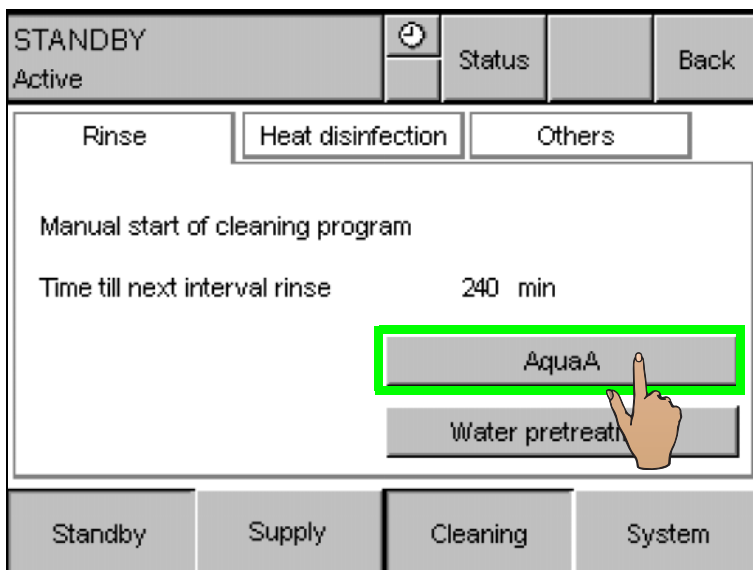 STANDBY
Active
Status
Back
Rinse
Heat disinfection
Others
Manual start of cleaning program
Time till next interval rinse 240 min
AquaA
Water
Standby
Supply
Cleaning
System